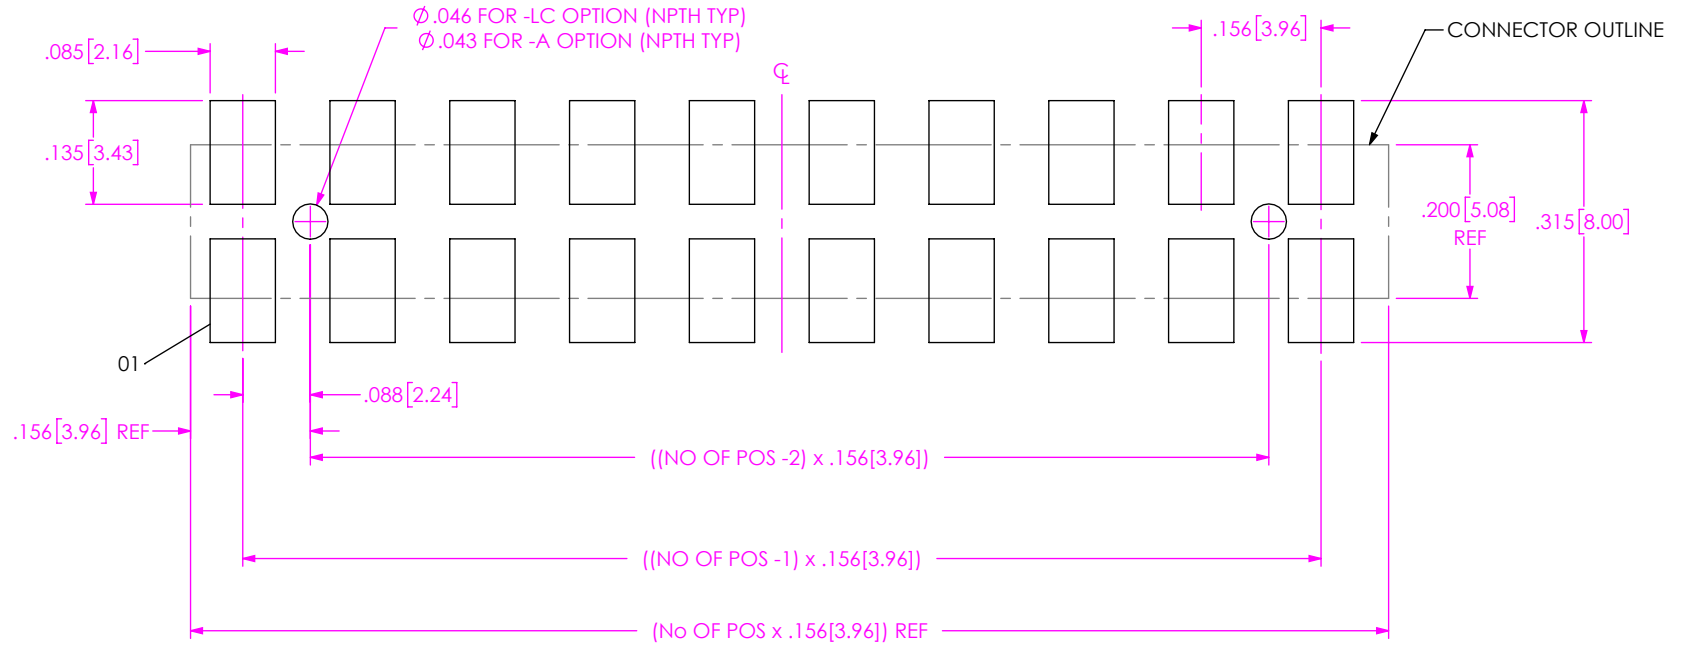 Ø.046 FOR -LC OPTION (NPTH TYP)
Ø.043 FOR -A OPTION (NPTH TYP)
.156[3.96]
CONNECTOR OUTLINE
.085[2.16]
℄
.135[3.43]
.200[5.08]
REF
.315[8.00]
01
.088[2.24]
.156[3.96] REF
((NO OF POS -2) x .156[3.96])
((NO OF POS -1) x .156[3.96])
(No OF POS x .156[3.96]) REF